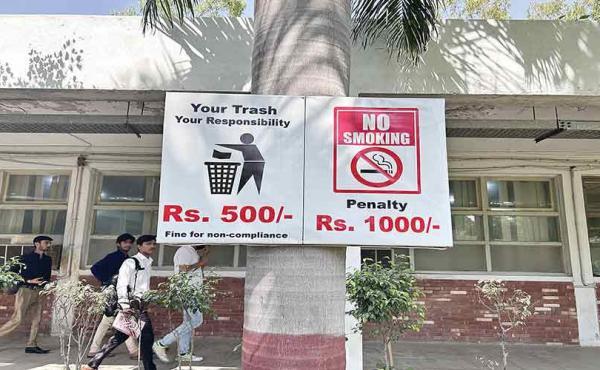 Your Trash
Your Responsibility
Rs. 500/-
Fine for non-compliance
NO
SMOKING
Penalty
Rs. 1000/-